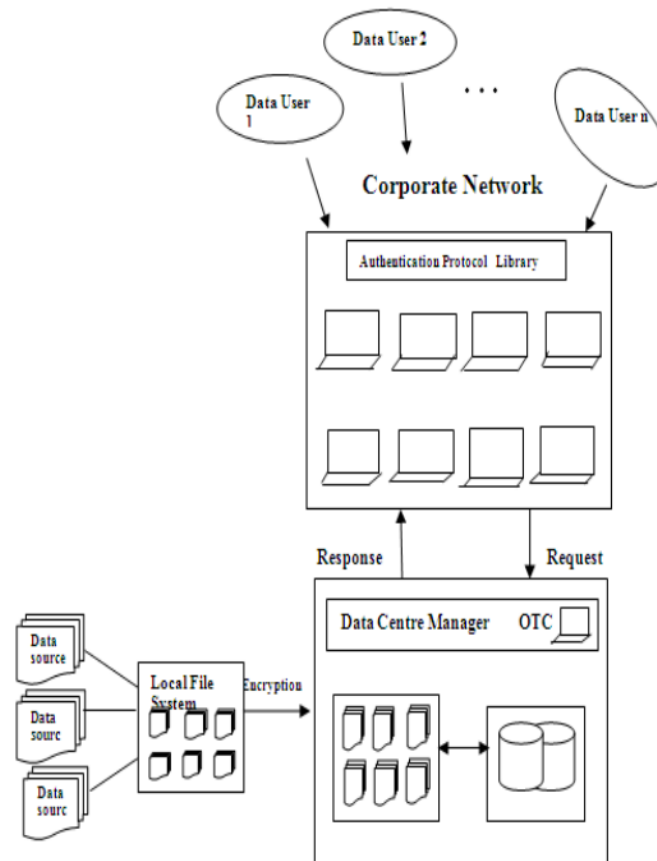 Data User 2
Data User
1
. . .
Data User n
Corporate Network
Authentication Protocol Library
Response
Request
Data Centre Manager OTC
Data
source
Local File
System
Encryption
Data
sourc
Data
sourc